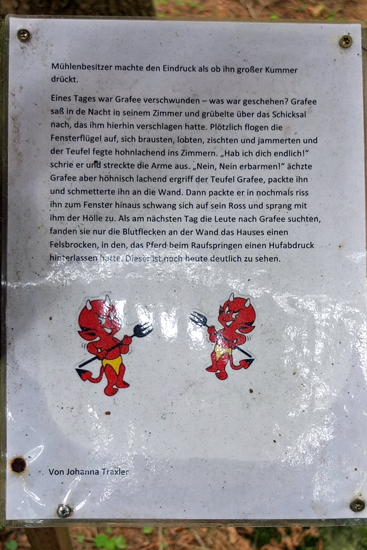 Mühlenbesitzer machte den Eindruck als ob ihn großer Kummer
drückt.
Eines Tages war Grafee verschwunden – was war geschehen? Grafee
saß in de Nacht in seinem Zimmer und grübelte über das Schicksal
nach, das ihm hierhin verschlagen hatte. Plötzlich flogen die
Fensterflügel auf, sich brausten, lobten, zischten und jammerten und
der Teufel fegte hohnlachend ins Zimmern. „Hab ich dich endlich!“
schrie er und streckte die Arme aus. „Nein, Nein erbarmen!“ ächzte
Grafee aber höhnisch lachend ergriff der Teufel Grafee, packte ihn
und schmetterte ihn an die Wand. Dann packte er in nochmals riss
ihn zum Fenster hinaus schwang sich auf sein Ross und sprang mit
ihm der Hölle zu. Als am nächsten Tag die Leute nach Grafee suchten,
fanden sie nur die Blutflecken an der Wand des Hauses einen
Felsbrocken, in den, das Pferd beim Raufspringen einen Hufabdruck
hinterlassen hatte. Dieser ist noch heute deutlich zu sehen.
Von Johanna Traxler